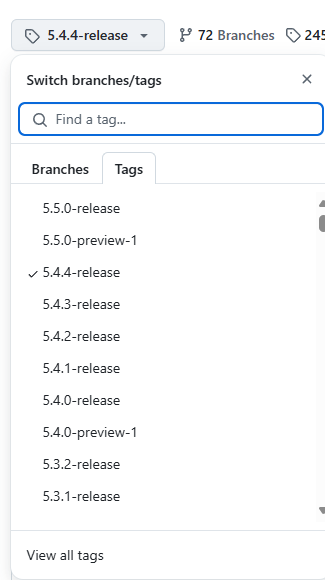 5.4.4-release 72 Branches 245
Switch branches/tags
Find a tag...
Branches Tags
5.5.0-release
5.5.0-preview-1
5.4.4-release
5.4.3-release
5.4.2-release
5.4.1-release
5.4.0-release
5.4.0-preview-1
5.3.2-release
5.3.1-release
View all tags